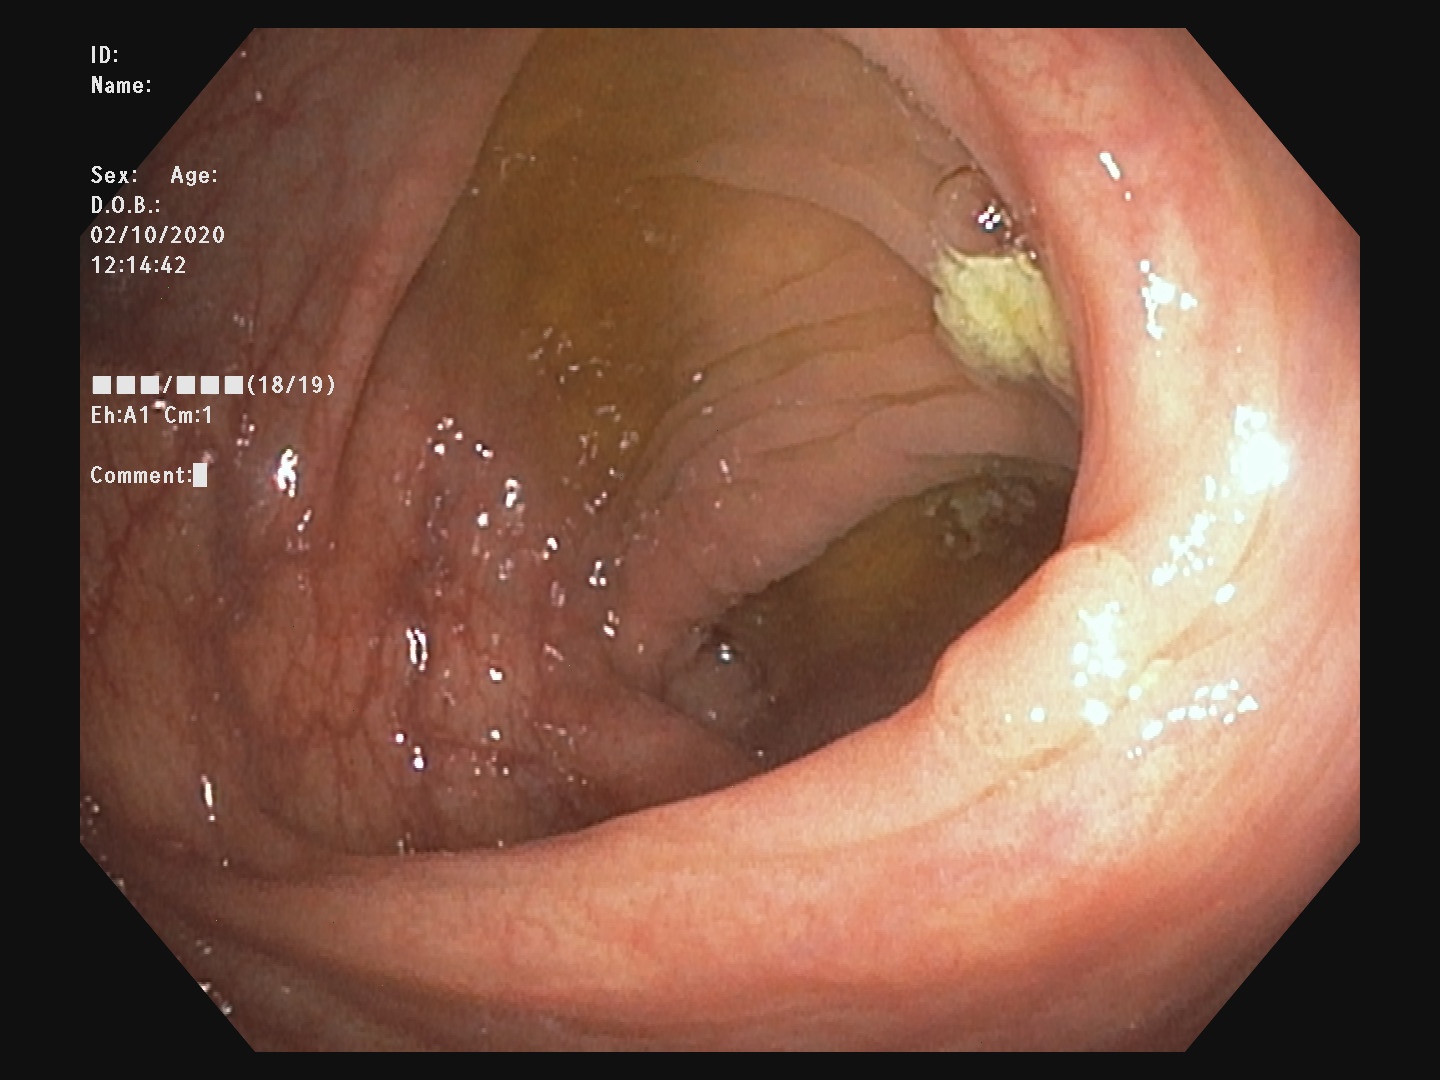 ID:
Name:
Sex: Age:
D.O.B.:
02/10/2020
12:14:42
■■■/■■■(18/19)
Eh:A1 Cm:1
Comment: